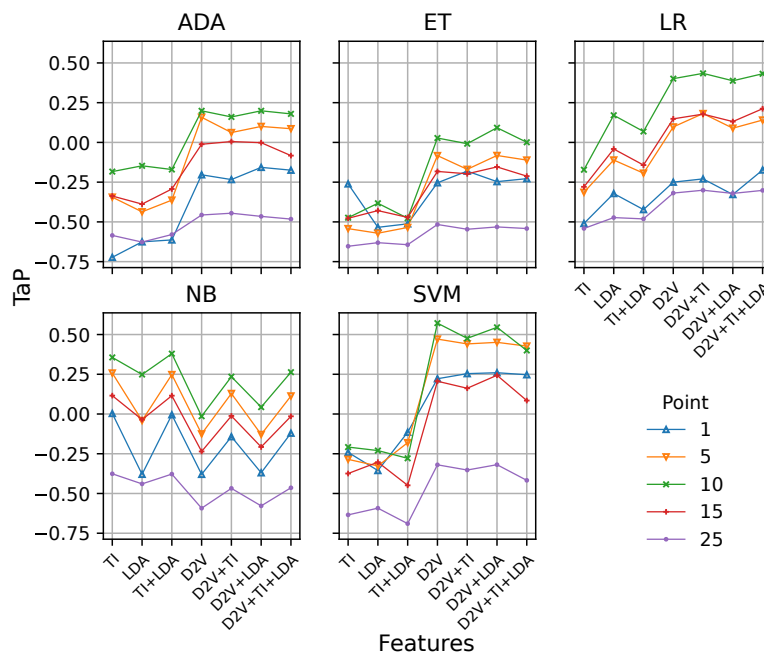 ADA
ET
LR
0.50
0.25
0.00
−0.25
−0.50
−0.75
TaP
TI
LDA
TI+LDA
D2V
D2V+TI
D2V+LDA
D2V+TI+LDA
NB
SVM
0.50
0.25
0.00
−0.25
−0.50
−0.75
TI
LDA
TI+LDA
D2V
D2V+TI
D2V+LDA
D2V+TI+LDA
TI
LDA
TI+LDA
D2V
D2V+TI
D2V+LDA
D2V+TI+LDA
Features
Point
1
5
10
15
25